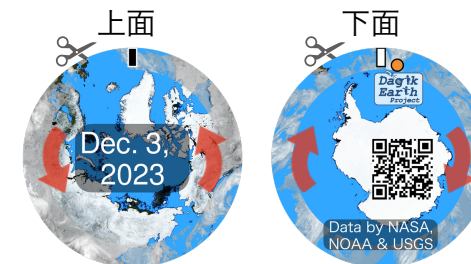 上面
Dec. 3,
2023
下面
Dagik
Earth
Project
Data by NASA,
NOAA & USGS